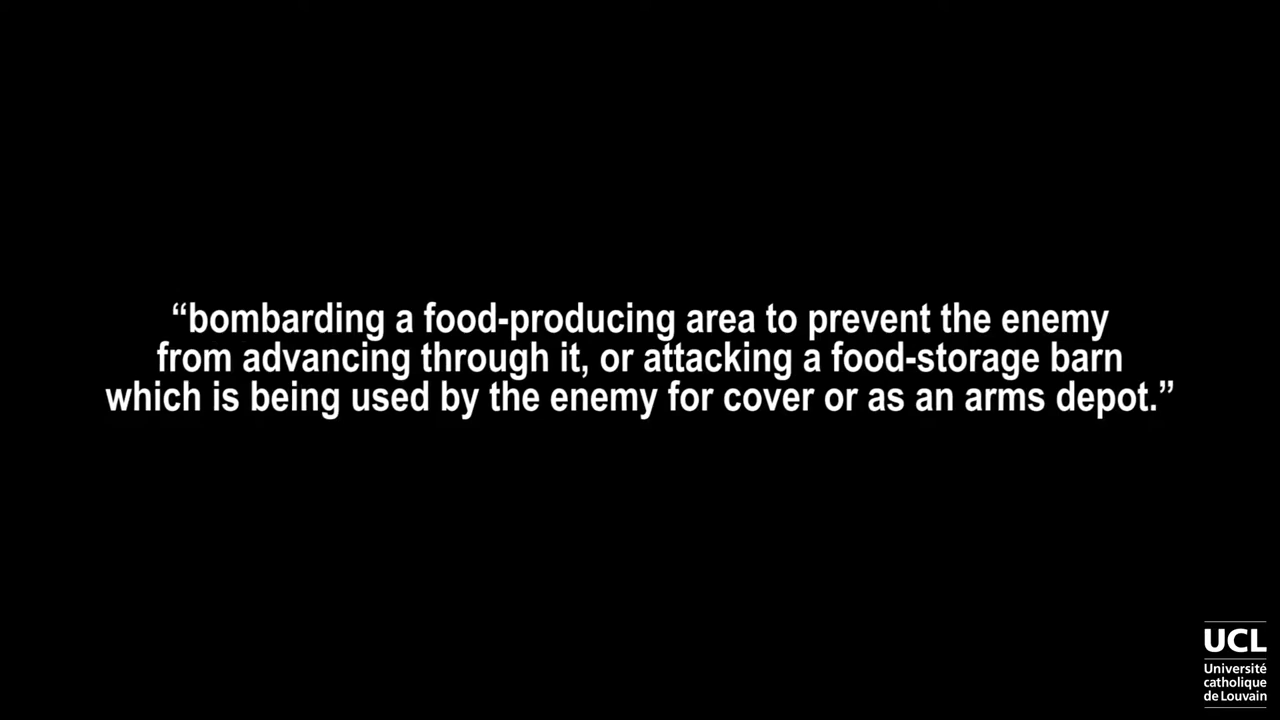 “bombarding a food-producing area to prevent the enemy
from advancing through it, or attacking a food-storage barn
which is being used by the enemy for cover or as an arms depot.”
UCL
Université
catholique
de Louvain